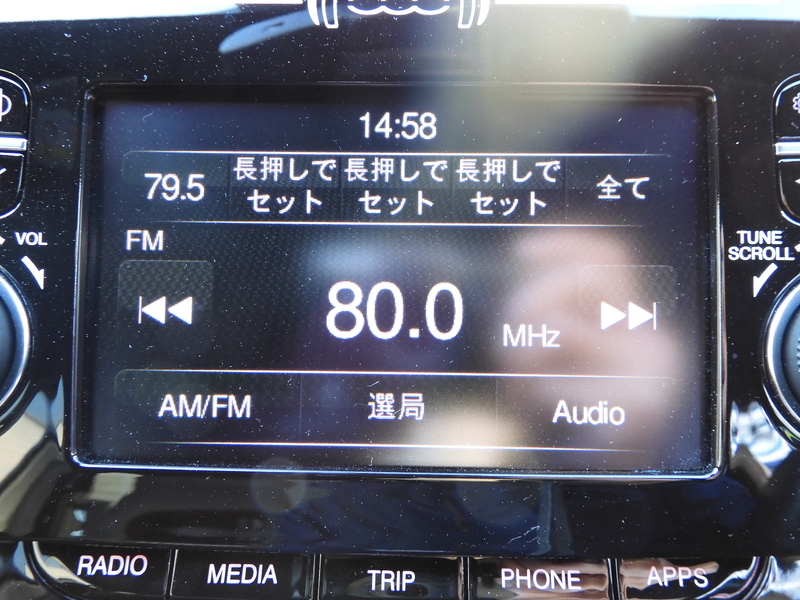 14:58
79.5 長押しで 長押しで 長押しで 全て
セット セット セット
FM
VOL
TUNE
SCROLL
80.0 MHz
AM/FM 選局 Audio
RADIO MEDIA TRIP PHONE APPS